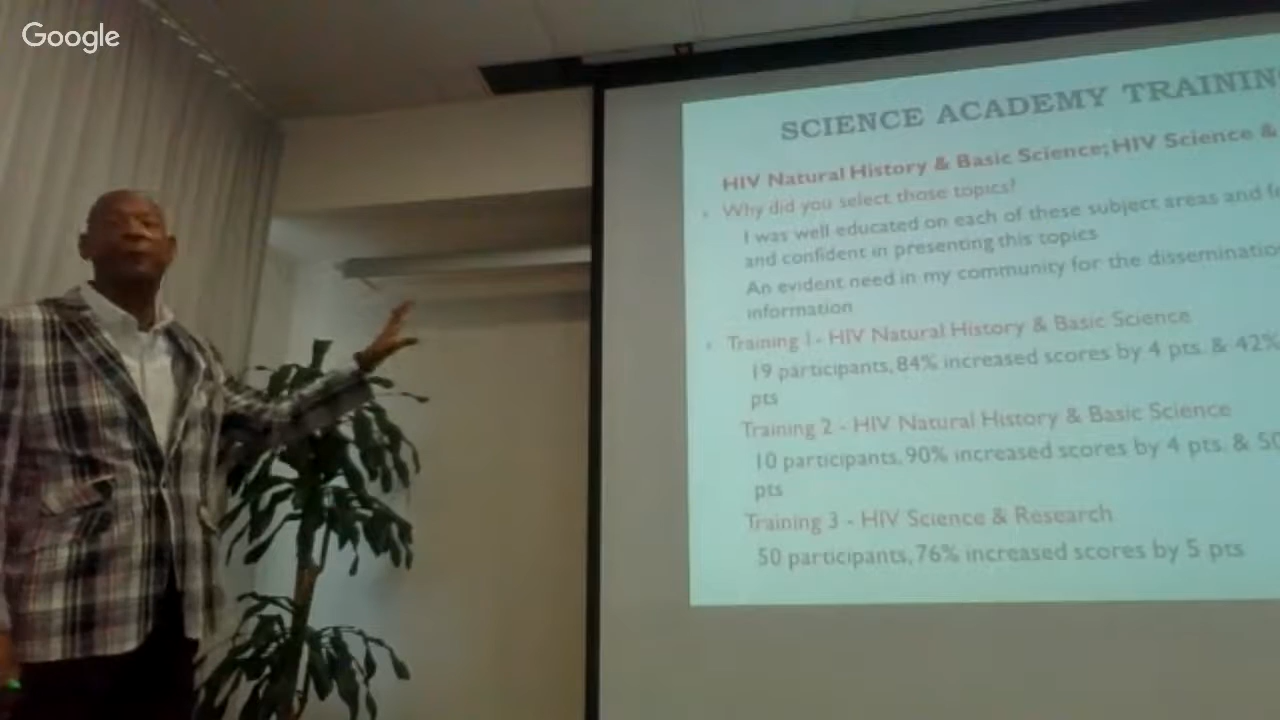 Google
SCIENCE ACADEMY TRAININ
HIV Natural History & Basic Science; HIV Science &
Why did you select those topics?
I was well educated on each of these subject areas and
and confident in presenting this topics
An evident need in my community for the disseminatio
information
Training 1- HIV Natural History & Basic Science
19 participants, 84% increased scores by 4 pts. & 42%
pts
Training 2 - HIV Natural History & Basic Science
10 participants, 90% increased scores by 4 pts. & 50
pts
Training 3 - HIV Science & Research
50 participants, 76% increased scores by 5 pts